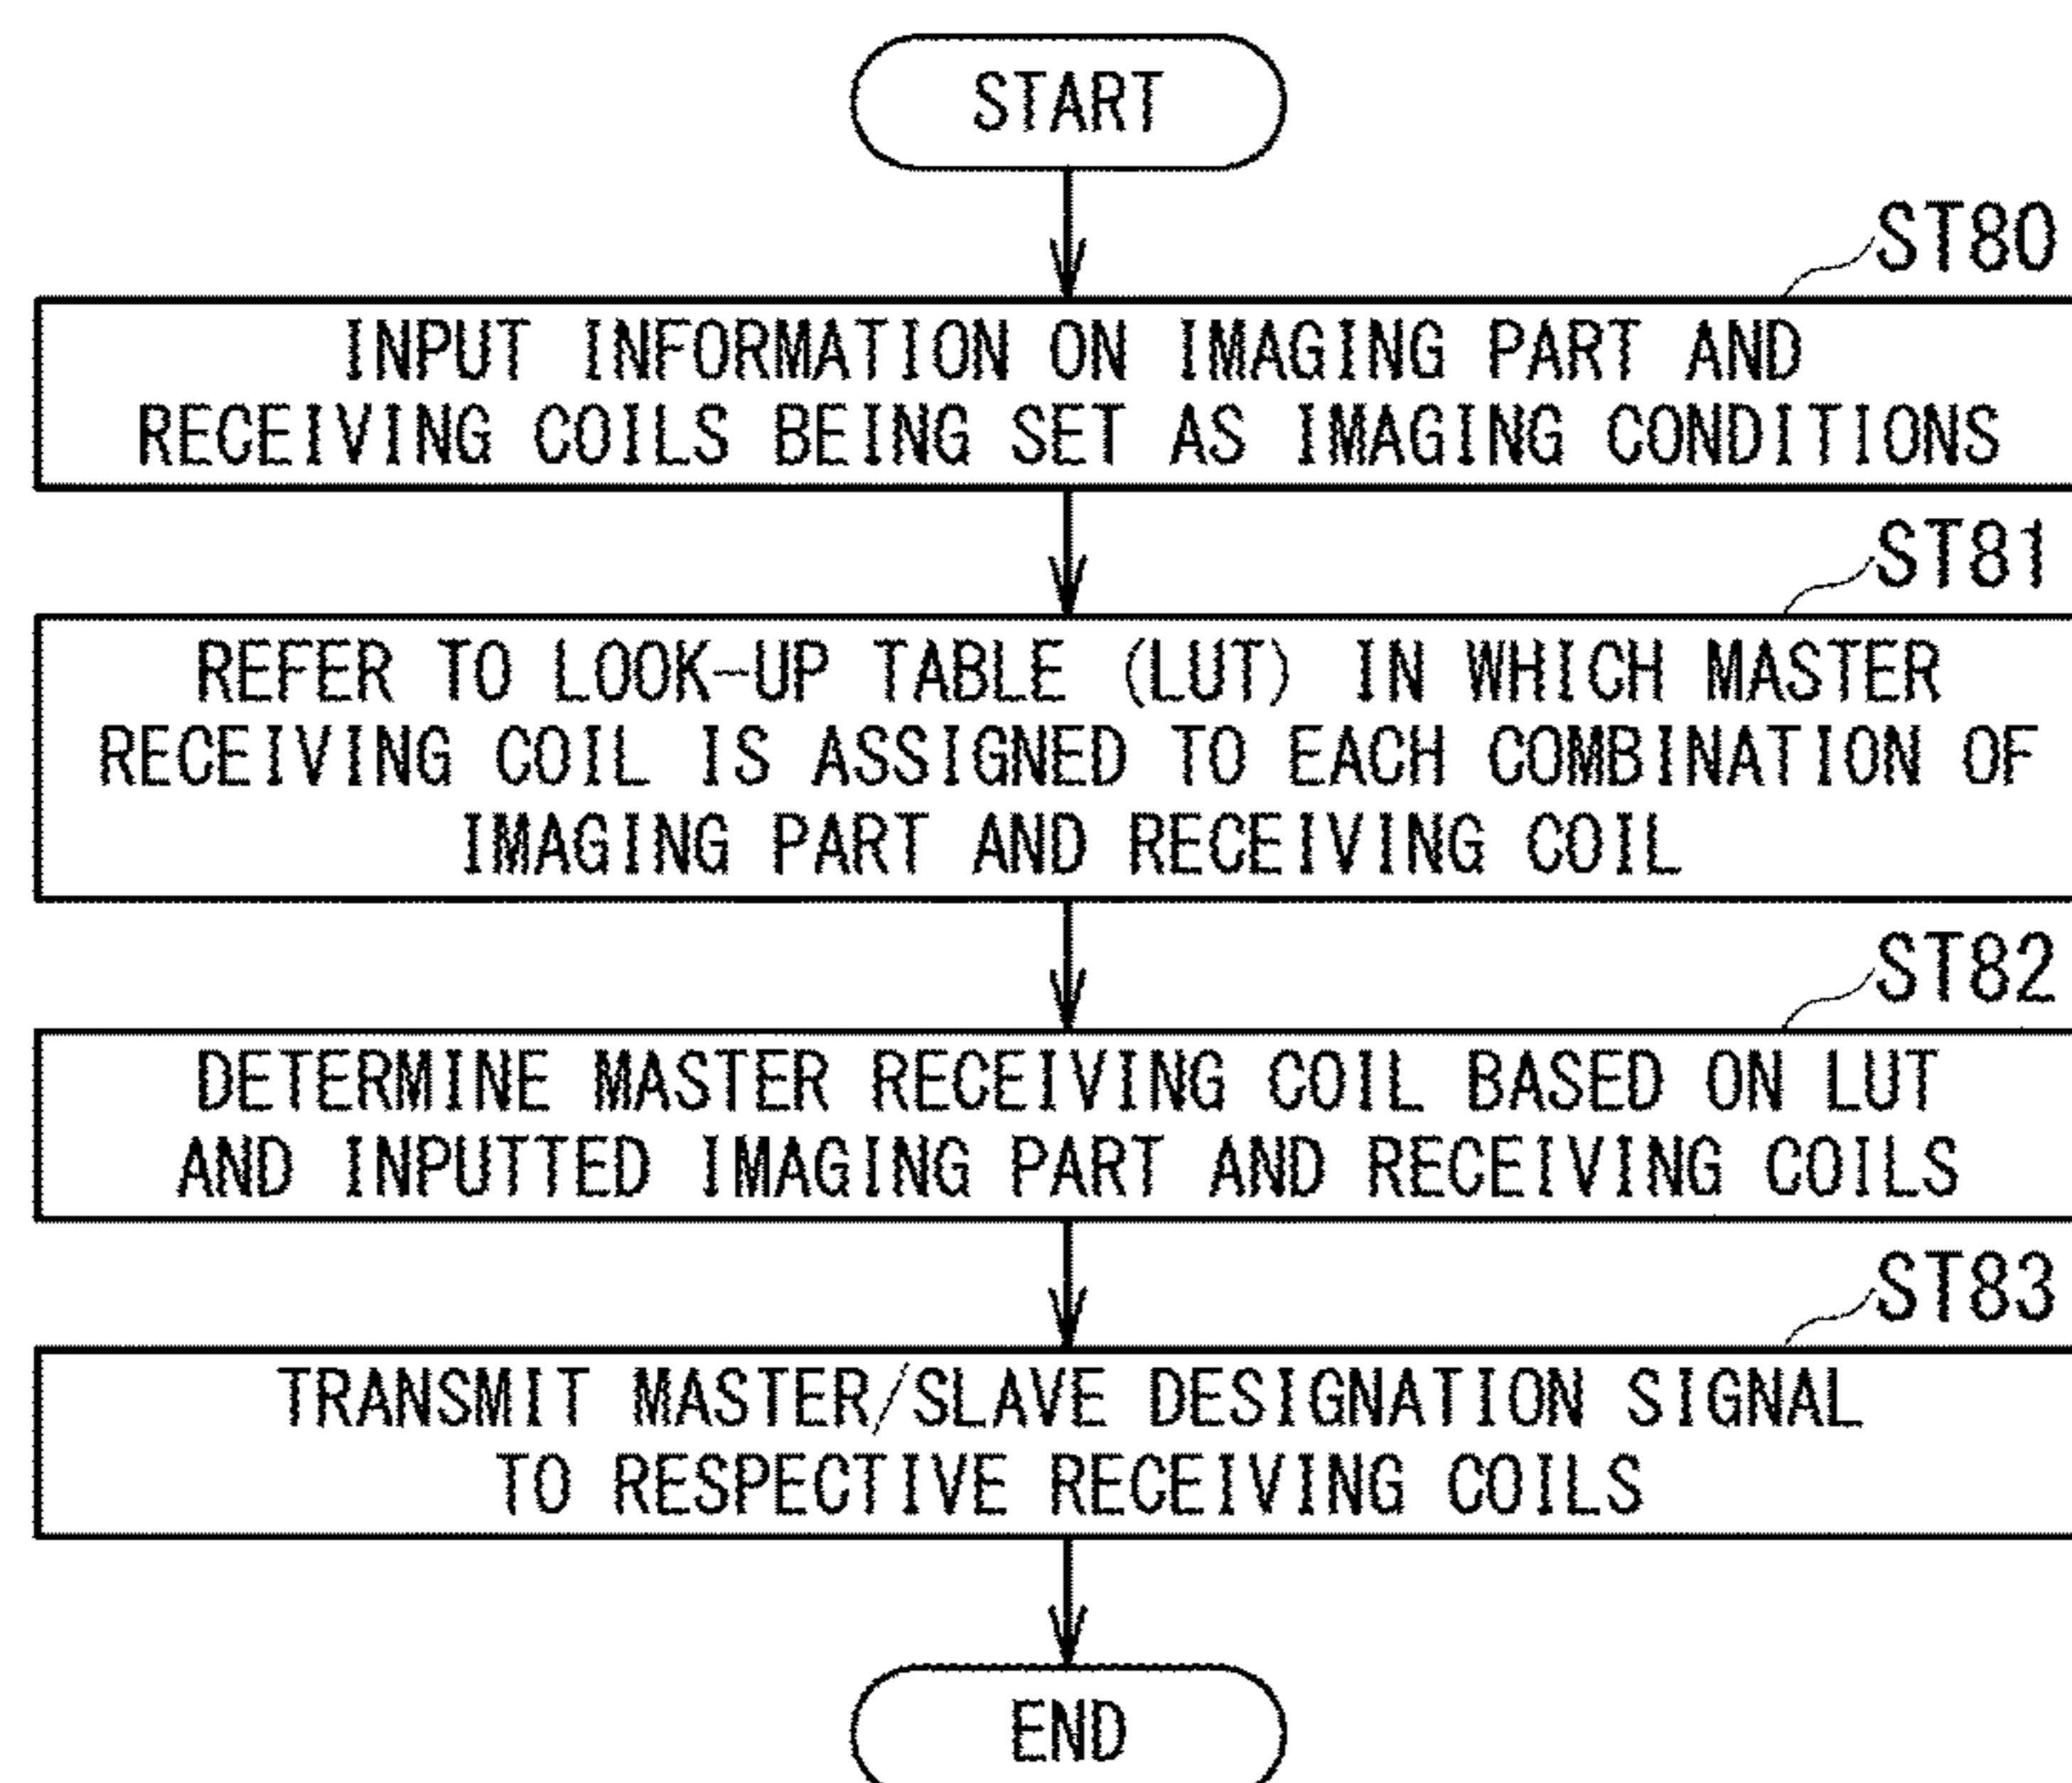 START
ST80
INPUT INFORMATION ON IMAGING PART AND
RECEIVING COILS BEING SET AS IMAGING CONDITIONS
ST81
REFER TO LOOK-UP TABLE (LUT) IN WHICH MASTER
RECEIVING COIL IS ASSIGNED TO EACH COMBINATION OF
IMAGING PART AND RECEIVING COIL
ST82
DETERMINE MASTER RECEIVING COIL BASED ON LUT
AND INPUTTED IMAGING PART AND RECEIVING COILS
ST83
TRANSMIT MASTER/SLAVE DESIGNATION SIGNAL
TO RESPECTIVE RECEIVING COILS
END